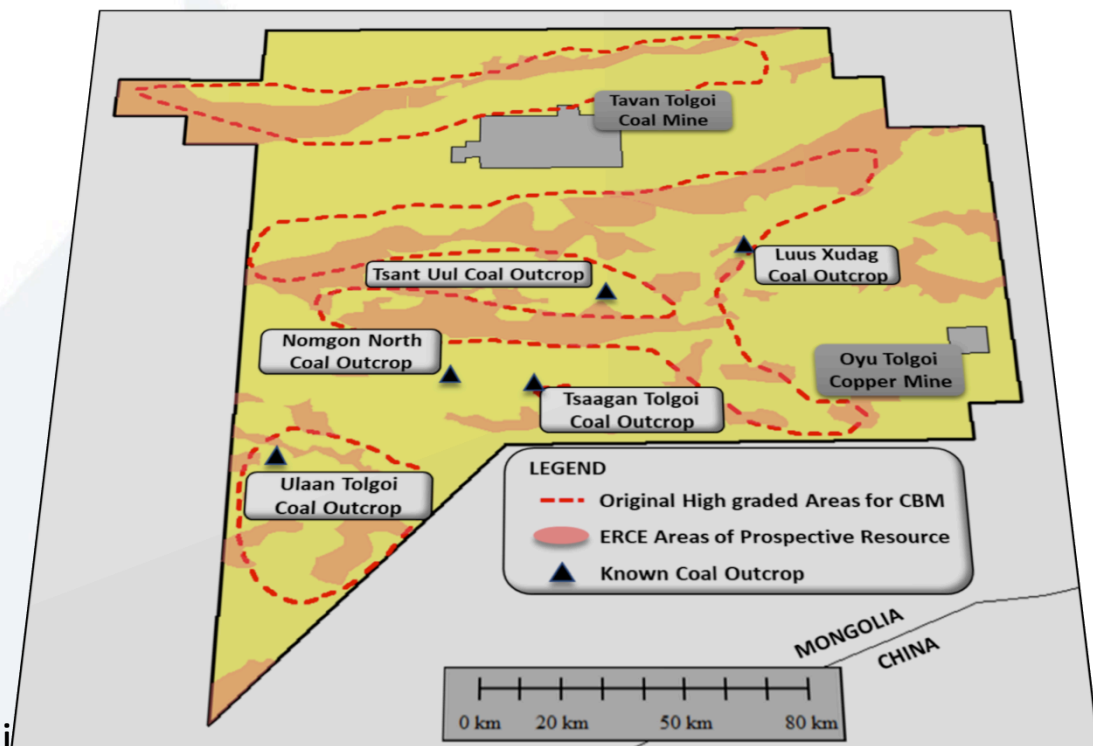 Tavan Tolgoi
Coal Mine
Luus Xudag
Coal Outcrop
Tsant Uul Coal Outcrop
Nomgon North
Coal Outcrop
Oyu Tolgoi
Copper Mine
Tsaagan Tolgoi
Coal Outcrop
Ulaan Tolgoi
Coal Outcrop
LEGEND
Original High graded Areas for CBM
ERCE Areas of Prospective Resource
Known Coal Outcrop
MONGOLIA
CHINA
0 km 20 km 50 km 80 km
i